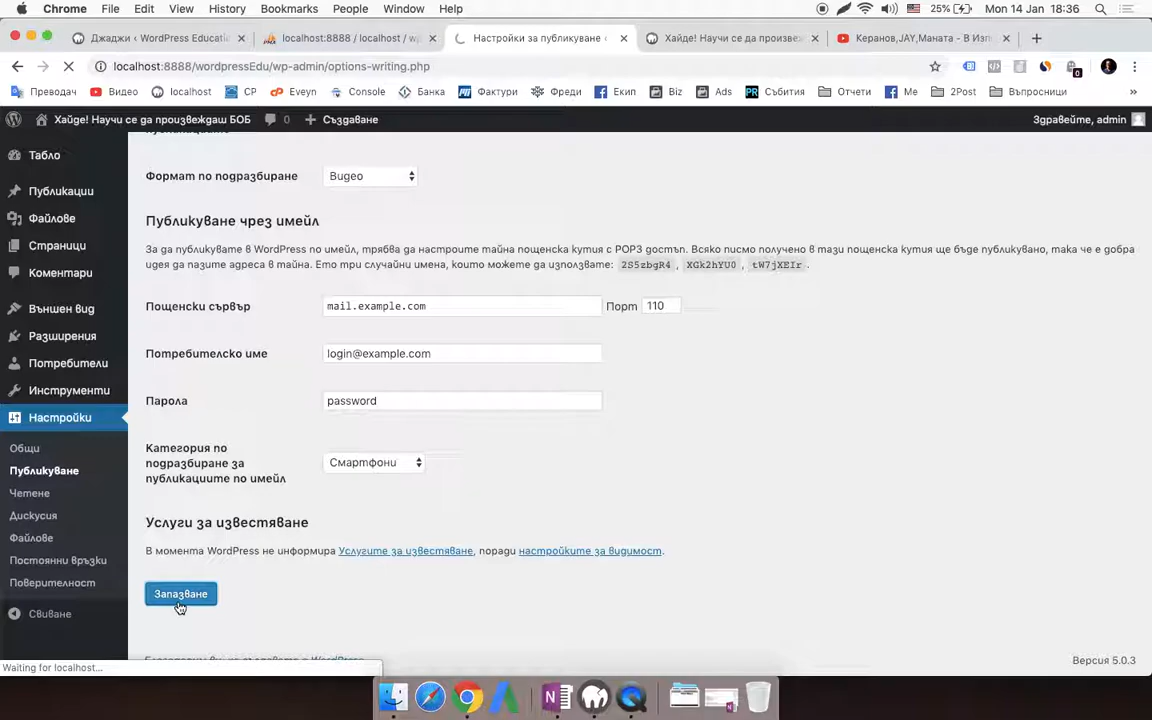 Chrome File Edit View History Bookmarks People Window Help 25% Mon 14 Jan 18:36
Джаджи ‹ WordPress Educati
localhost:8888 / localhost / wp
Настройки за публикуване ‹
Хайде! Научи се да произвеж
Керанов,JAY,Маната - В Изп
localhost:8888/wordpressEdu/wp-admin/options-writing.php
Преводач Видео localhost CP Eveyn Console Банка Фактури Фреди Екип Biz Ads PR Събития Отчети Me 2Post Въпросници »
Хайде! Научи се да произвеждаш БОБ 0 Създаване Здравейте, admin
Табло
Публикации
Файлове
Страници
Коментари
Външен вид
Разширения
Потребители
Инструменти
Настройки
Общи
Публикуване
Четене
Дискусия
Файлове
Постоянни връзки
Поверителност
Свиване
Формат по подразбиране Видео
Публикуване чрез имейл
За да публикувате в WordPress по имейл, трябва да настроите тайна пощенска кутия с POP3 достъп. Всяко писмо получено в тази пощенска кутия ще бъде публикувано, така че е добра
идея да пазите адреса в тайна. Ето три случайни имена, които можете да използвате: 2S5zbgR4 , XGk2hYU0 , tW7jXEIr .
Пощенски сървър mail.example.com Порт 110
Потребителско име login@example.com
Парола password
Категория по
подразбиране за
публикациите по имейл
Смартфони
Услуги за известяване
В момента WordPress не информира Услугите за известяване, поради настройките за видимост.
Запазване
Waiting for localhost...
Версия 5.0.3